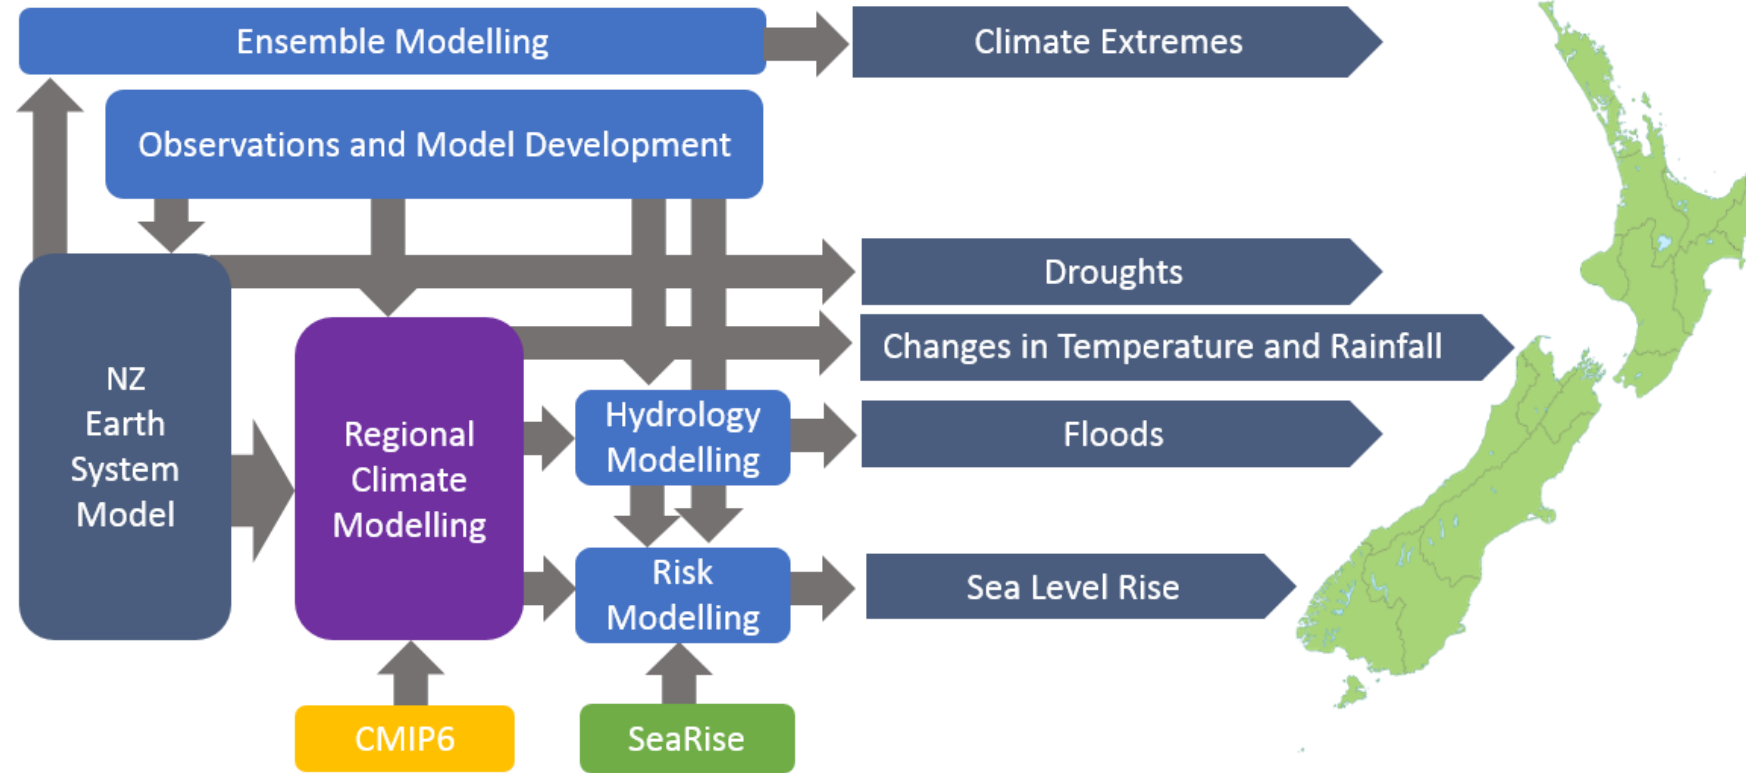 Ensemble Modelling
Climate Extremes
Observations and Model Development
Droughts
Changes in Temperature and Rainfall
NZ
Earth
System
Model
Regional
Climate
Modelling
Hydrology
Modelling
Floods
Risk
Modelling
Sea Level Rise
CMIP6
SeaRise